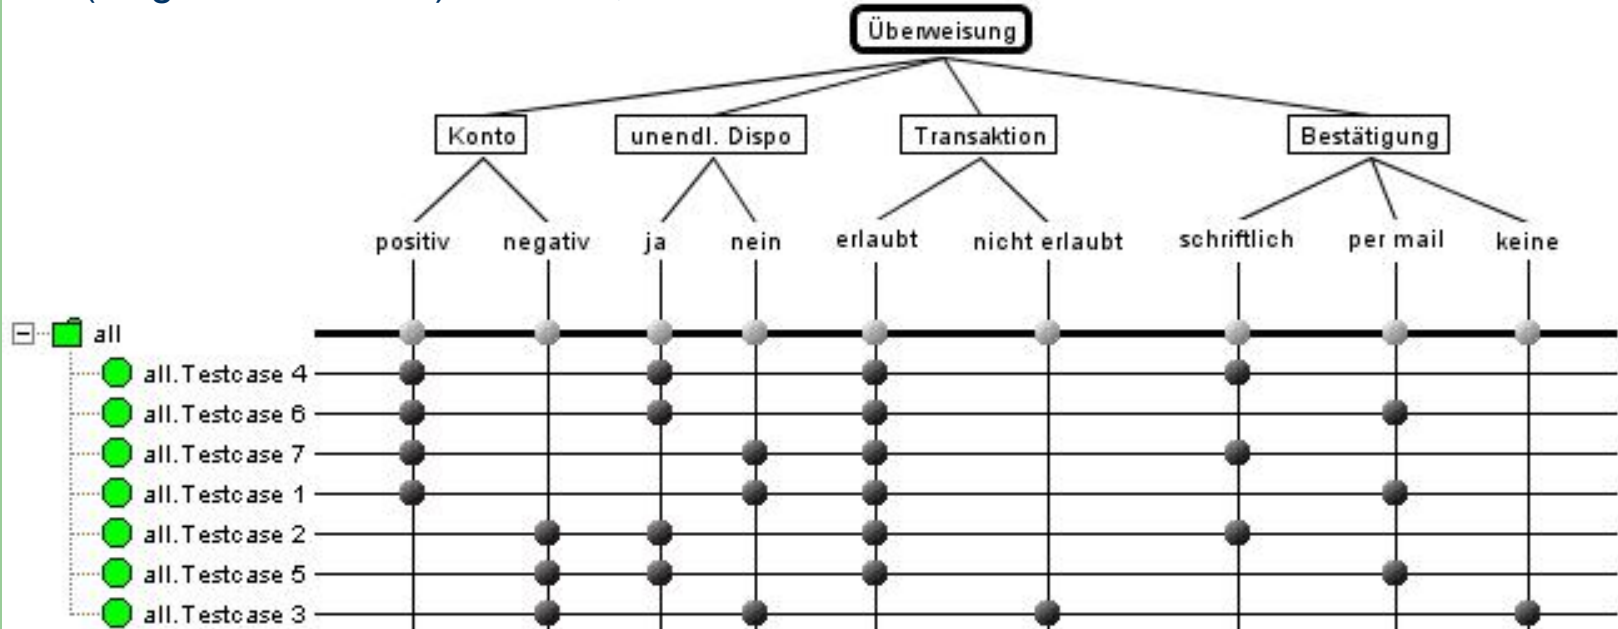 Überweisung
Konto unendl. Dispo Transaktion Bestätigung
positiv negativ ja nein erlaubt nicht erlaubt schriftlich per mail keine
all
all.Testcase 4
all.Testcase 6
all.Testcase 7
all.Testcase 1
all.Testcase 2
all.Testcase 5
all.Testcase 3